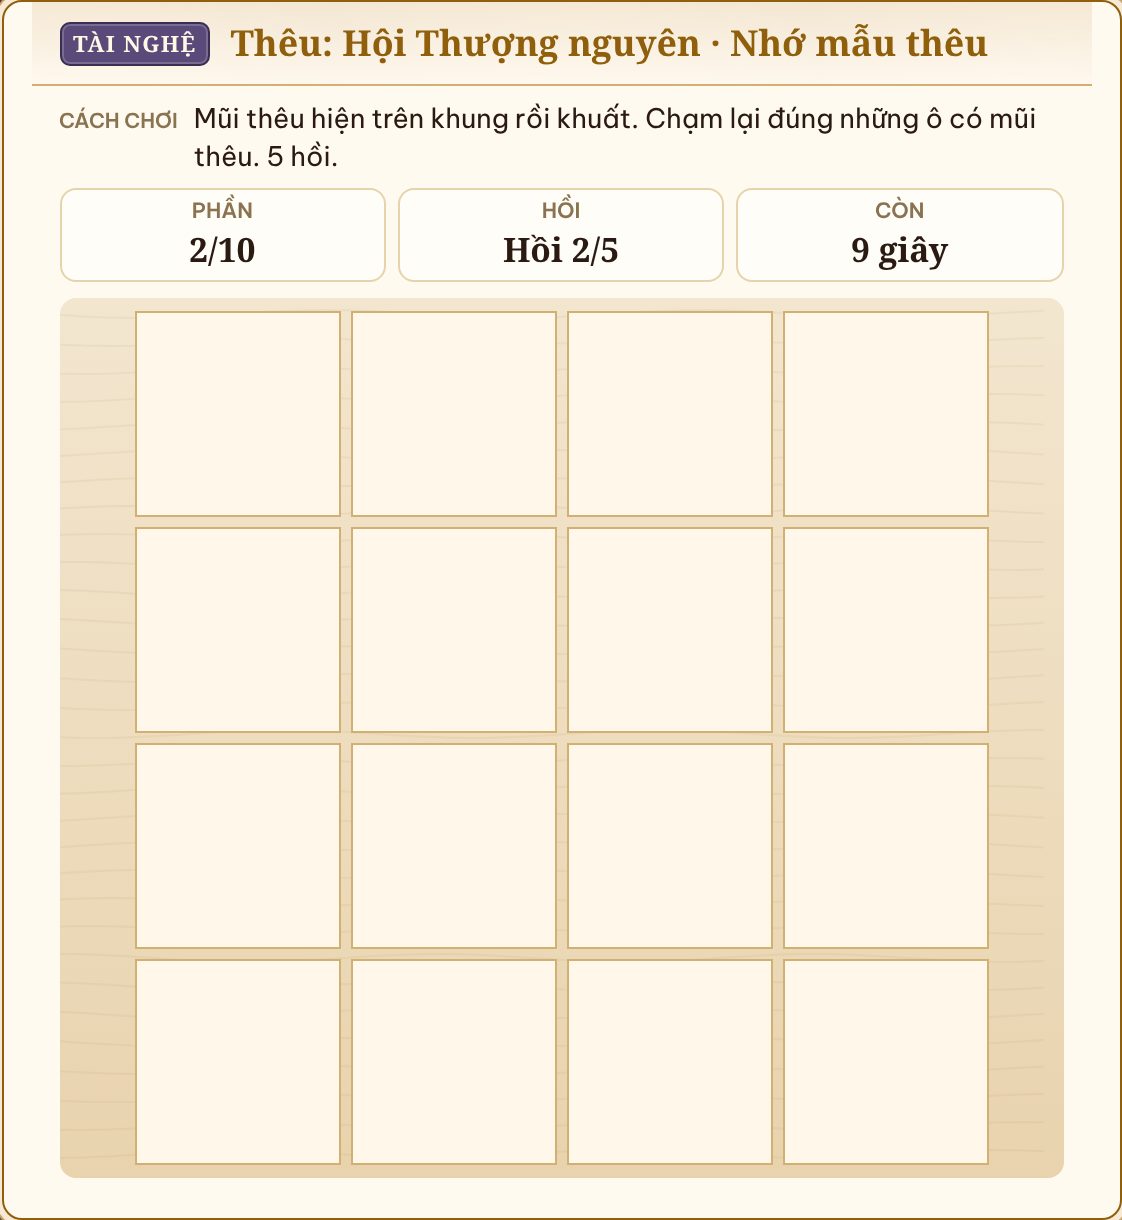 TÀI NGHỆ Thêu: Hội Thượng nguyên · Nhớ mẫu thêu
CÁCH CHƠI Mũi thêu hiện trên khung rồi khuất. Chạm lại đúng những ô có mũi
thêu. 5 hồi.
PHẦN HỒI CÒN
2/10 Hồi 2/5 9 giây